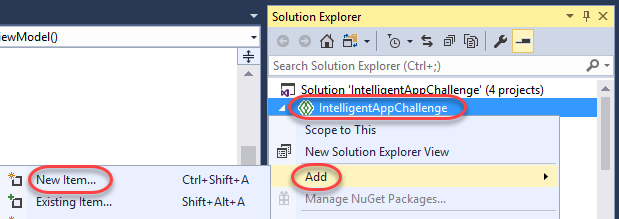 Solution Explorer
iewModel()
Search Solution Explorer (Ctrl+;)
Solution 'IntelligentAppChallenge' (4 projects)
IntelligentAppChallenge
Scope to This
New Solution Explorer View
Add
Manage NuGet Packages...
New Item... Ctrl+Shift+A
Existing Item... Shift+Alt+A